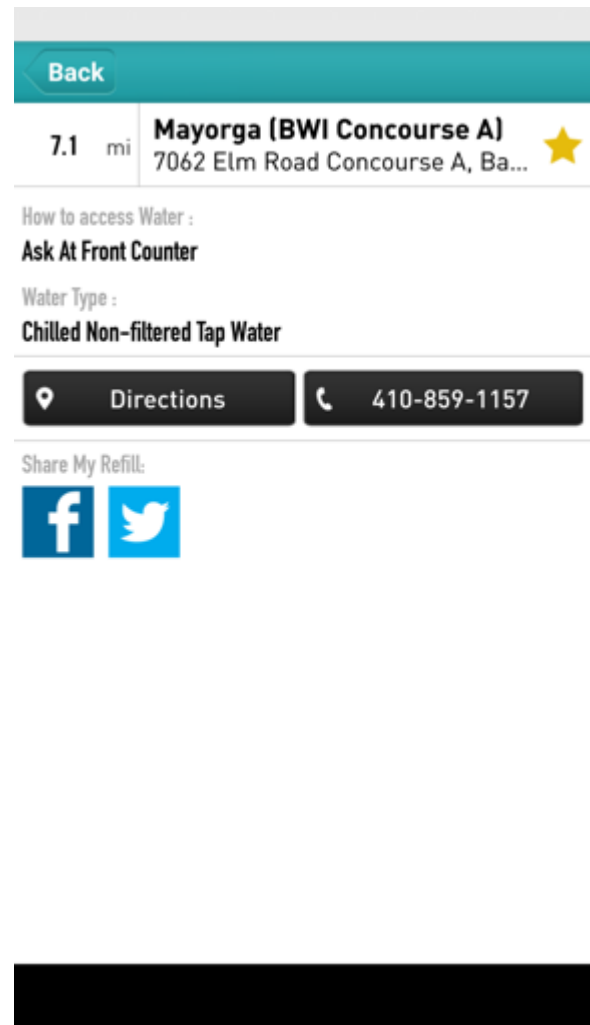 Back
7.1 mi
Mayorga (BWI Concourse A)
7062 Elm Road Concourse A, Ba...
How to access Water :
Ask At Front Counter
Water Type :
Chilled Non-filtered Tap Water
Directions
410-859-1157
Share My Refill:
f